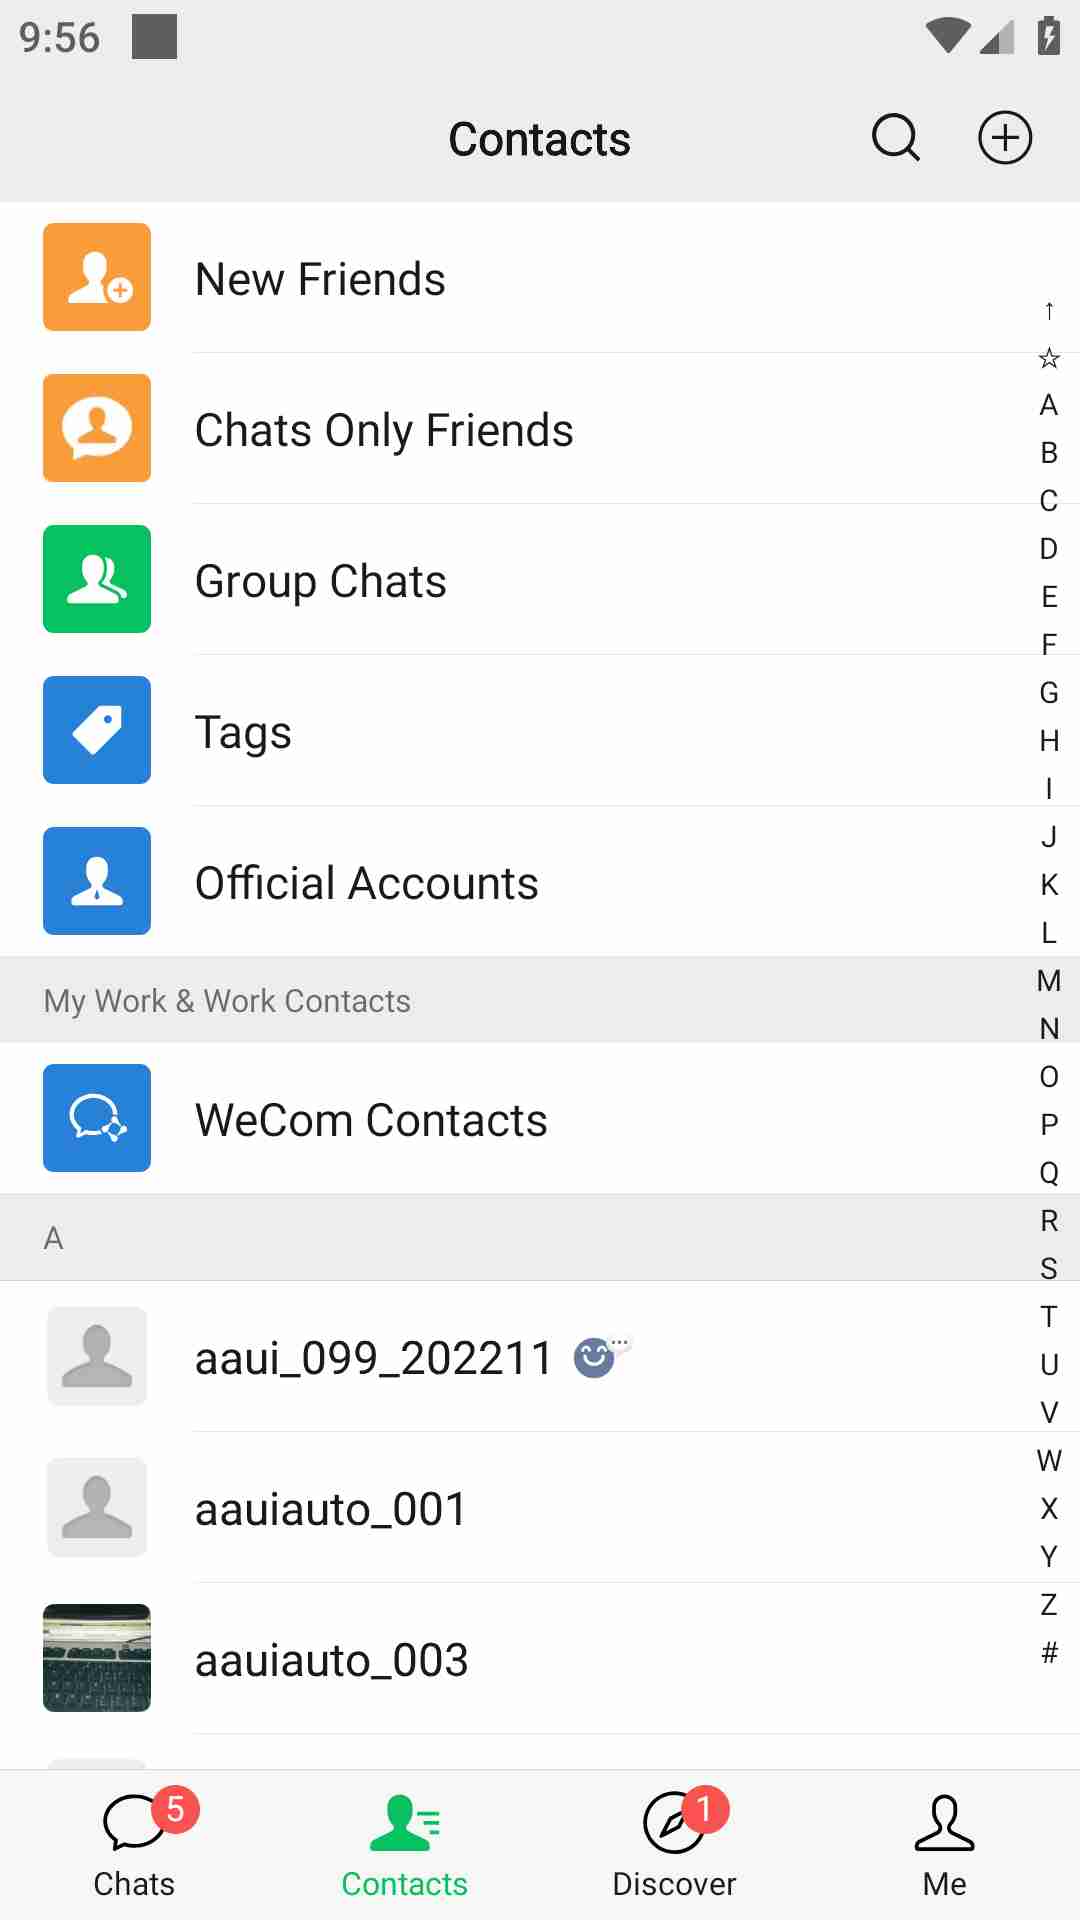 9:56
Contacts
New Friends
Chats Only Friends
Group Chats
Tags
Official Accounts
My Work & Work Contacts
WeCom Contacts
A
aaui_099_202211
aauiauto_001
aauiauto_003
↑
☆
A
B
C
D
E
F
G
H
I
J
K
L
M
N
O
P
Q
R
S
T
U
V
W
X
Y
Z
#
5
1
Chats
Contacts
Discover
Me